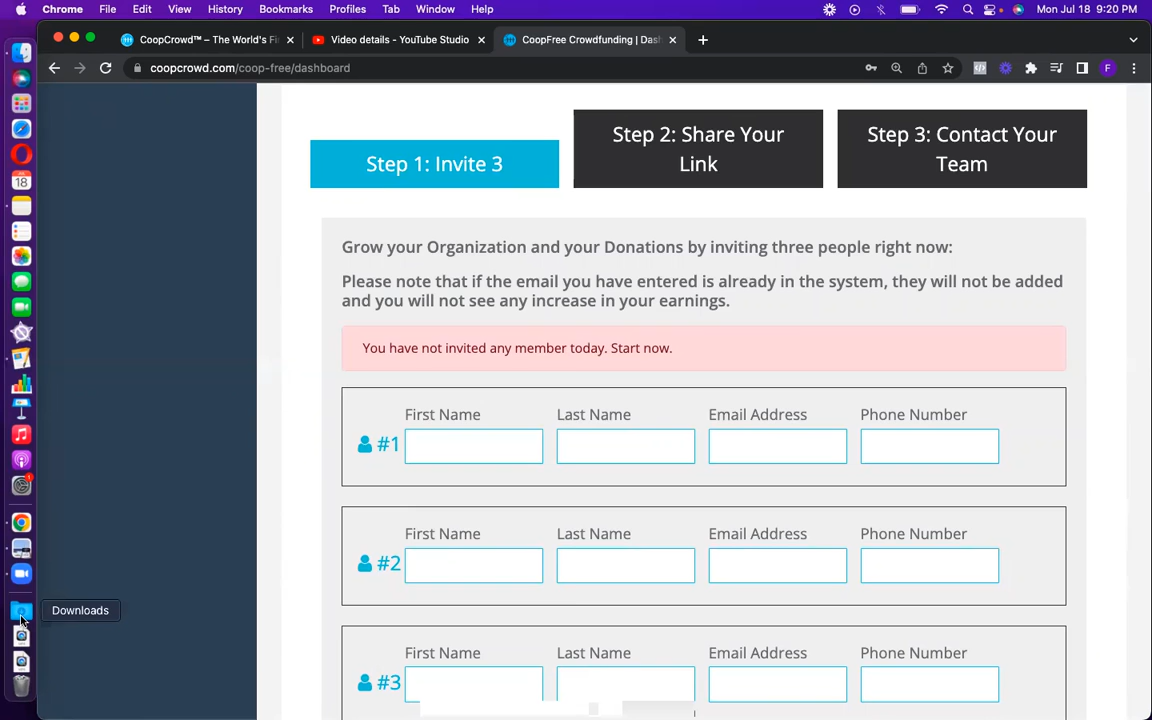 Chrome File Edit View History Bookmarks Profiles Tab Window Help Mon Jul 18 9:20 PM
CoopCrowd™ – The World's Fi Video details - YouTube Studio CoopFree Crowdfunding | Das
coopcrowd.com/coop-free/dashboard F
Step 1: Invite 3
Step 2: Share Your
Link
Step 3: Contact Your
Team
Grow your Organization and your Donations by inviting three people right now:
Please note that if the email you have entered is already in the system, they will not be added
and you will not see any increase in your earnings.
You have not invited any member today. Start now.
First Name Last Name Email Address Phone Number
#1
First Name Last Name Email Address Phone Number
#2
First Name Last Name Email Address Phone Number
#3
Downloads